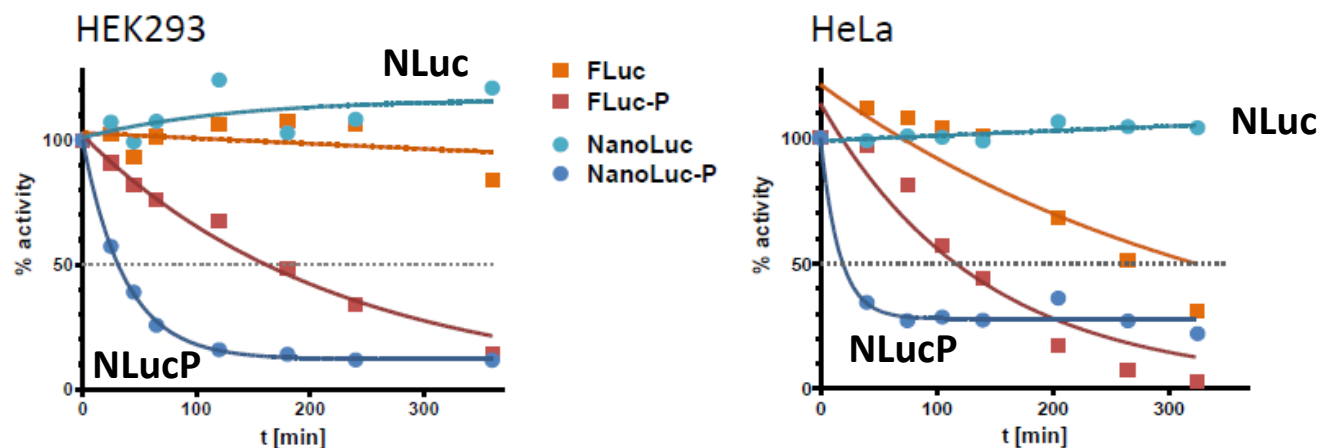 HEK293
NLuc
% activity
100
50
0
NLucP
0
100
200
300
t [min]
FLuc
FLuc-P
NanoLuc
NanoLuc-P
HeLa
NLuc
% activity
100
50
0
NLucP
0
100
200
300
t [min]